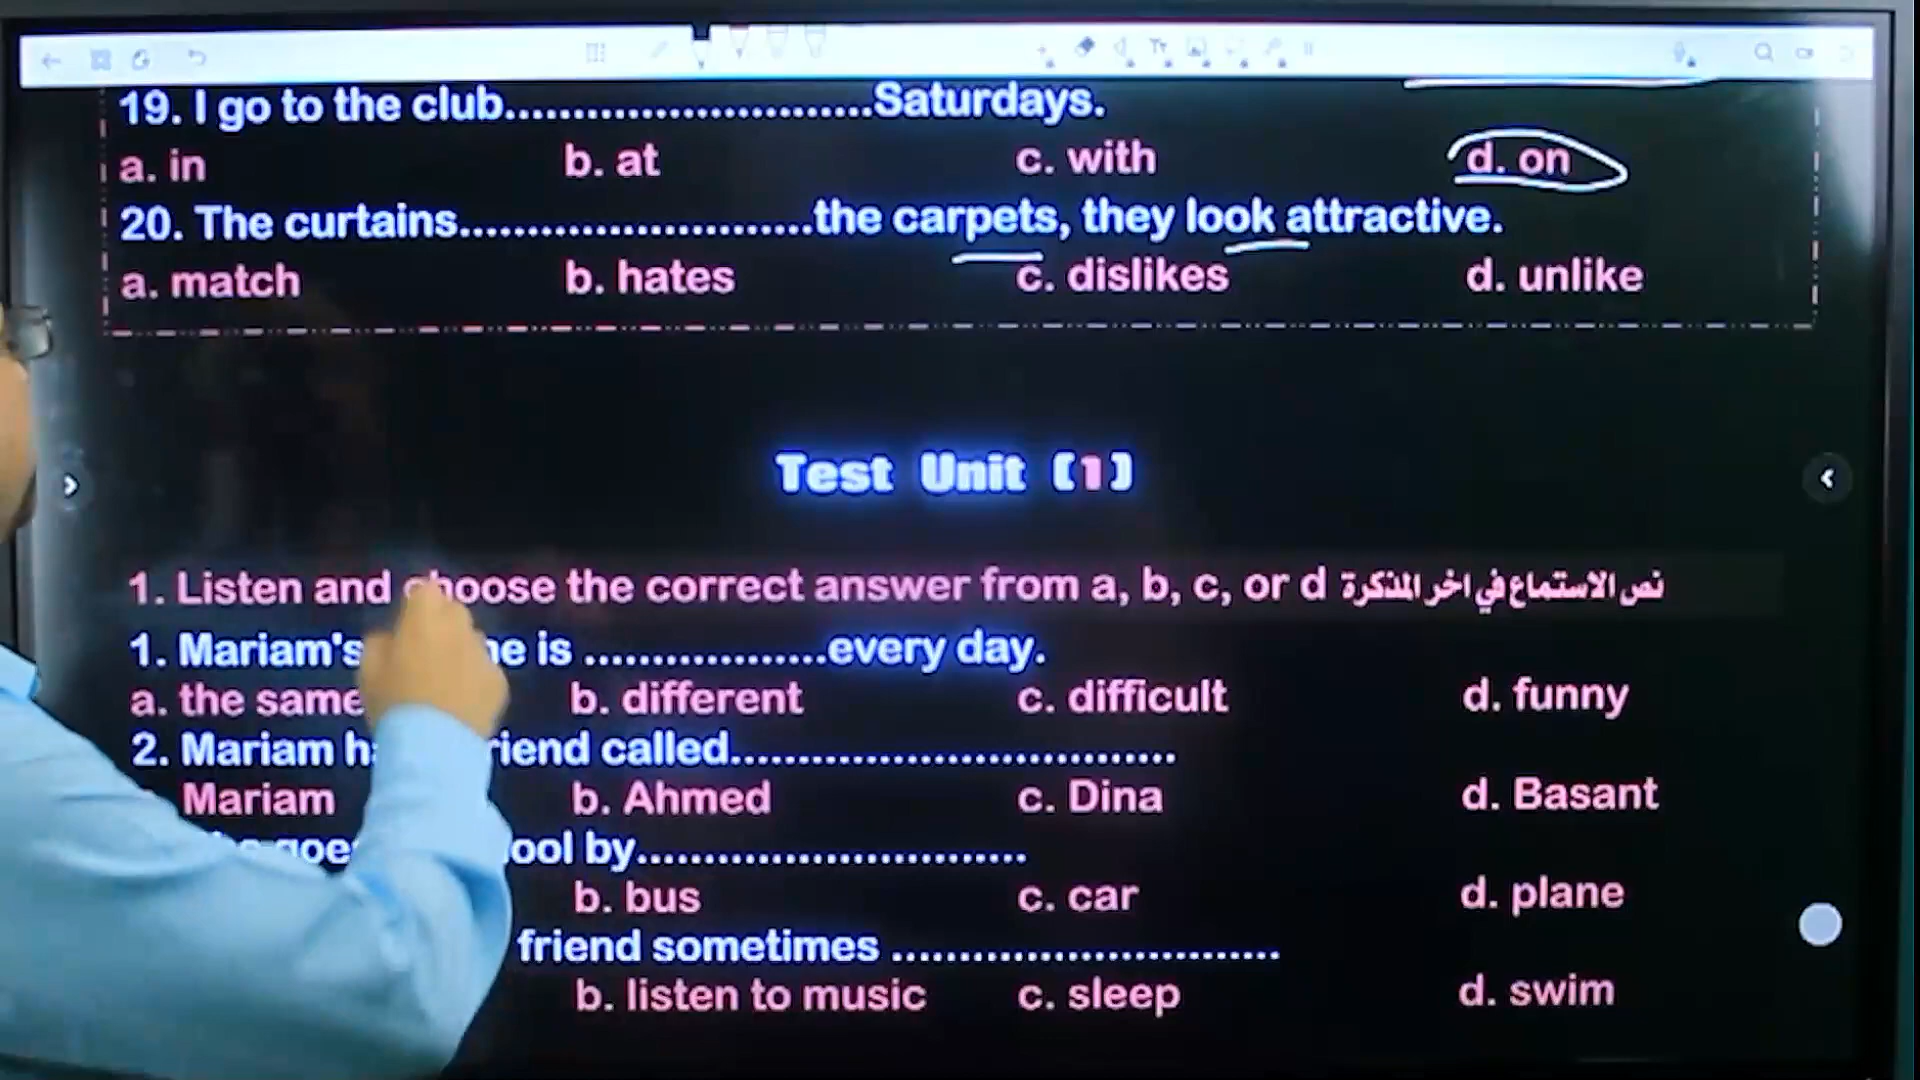 19. I go to the club...........................Saturdays.
a. in b. at c. with d. on
20. The curtains..........................the carpets, they look attractive.
a. match b. hates c. dislikes d. unlike
Test Unit (1)
1. Listen and choose the correct answer from a, b, c, or d نص الاستماع في اخر المذكرة
1. Mariam's is ..................every day.
a. the same b. different c. difficult d. funny
2. Mariam friend called.................................
Mariam b. Ahmed c. Dina d. Basant
goes by.............................
b. bus c. car d. plane
friend sometimes .............................
b. listen to music c. sleep d. swim